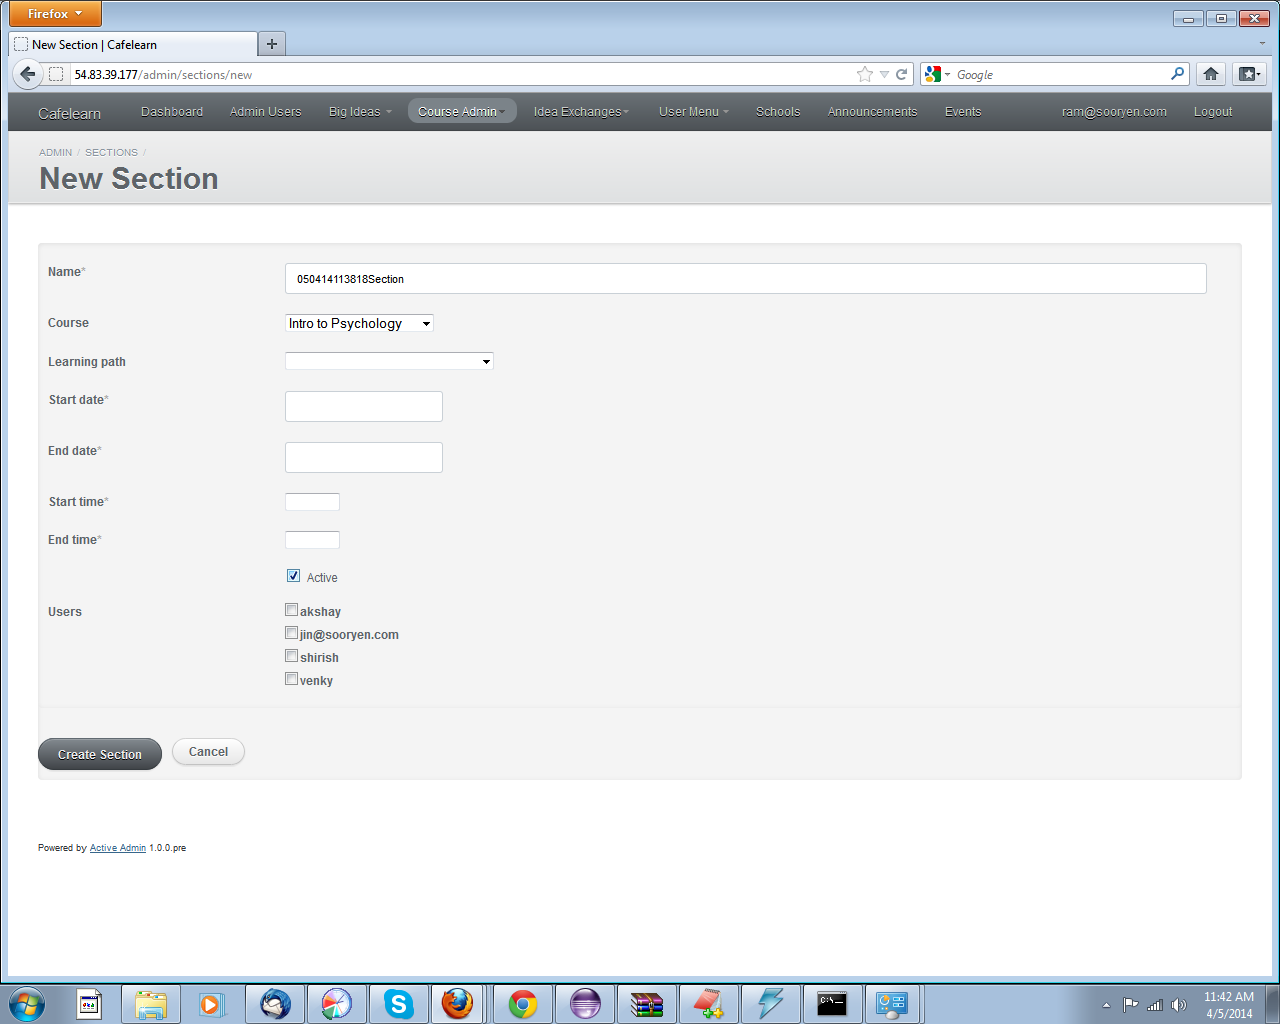 Firefox
New Section | Cafelearn
54.83.39.177/admin/sections/new
Google
Cafelearn Dashboard Admin Users Big Ideas Course Admin Idea Exchanges User Menu Schools Announcements Events ram@sooryen.com Logout
ADMIN / SECTIONS /
New Section
Name*
050414113818Section
Course
Intro to Psychology
Learning path
Start date*
End date*
Start time*
End time*
Active
Users
akshay
jin@sooryen.com
shirish
venky
Create Section
Cancel
Powered by Active Admin 1.0.0.pre
11:42 AM
4/5/2014